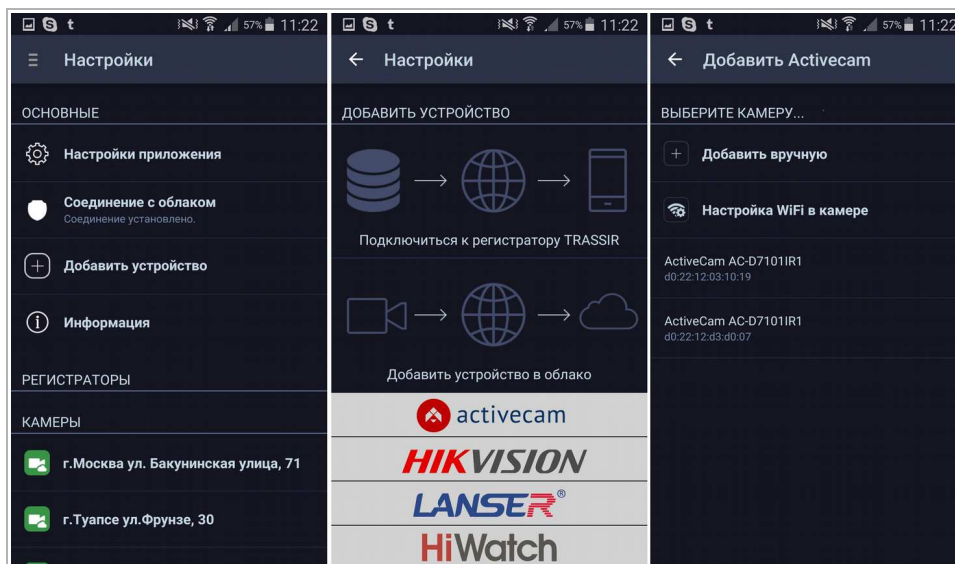 t
57%
11:22
Настройки
ОСНОВНЫЕ
Настройки приложения
Соединение с облаком
Соединение установлено.
Добавить устройство
Информация
РЕГИСТРАТОРЫ
КАМЕРЫ
г.Москва ул. Бакунинская улица, 71
г.Туапсе ул.Фрунзе, 30
t
57%
11:22
Настройки
ДОБАВИТЬ УСТРОЙСТВО
Подключиться к регистратору TRASSIR
Добавить устройство в облако
activecam
HIKVISION
LANSER®
HiWatch
t
57%
11:22
Добавить Activecam
ВЫБЕРИТЕ КАМЕРУ...
Добавить вручную
Настройка WiFi в камере
ActiveCam AC-D7101IR1
d0:22:12:03:10:19
ActiveCam AC-D7101IR1
d0:22:12:d3:d0:07